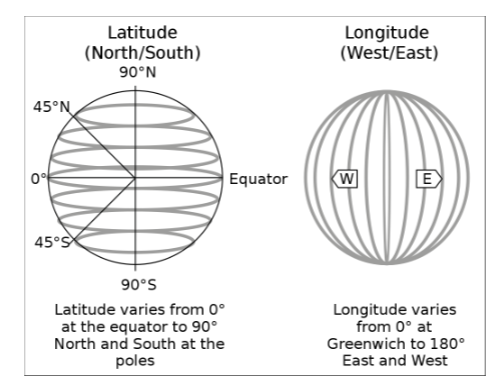 Latitude
(North/South)
90°N
45°N
0°
Equator
45°S
90°S
Latitude varies from 0°
at the equator to 90°
North and South at the
poles
Longitude
(West/East)
W
E
Longitude varies
from 0° at
Greenwich to 180°
East and West